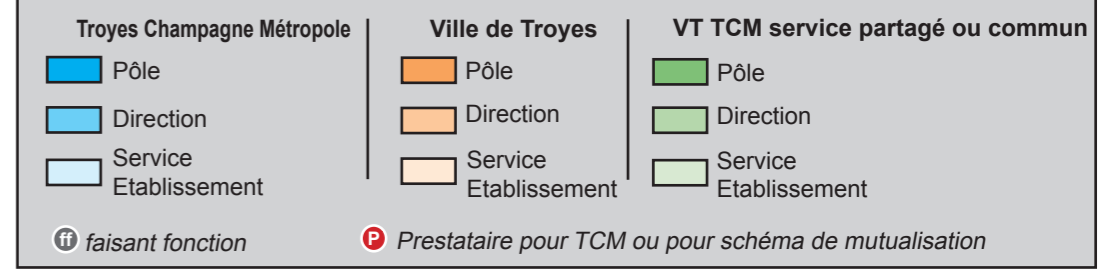 Troyes Champagne Métropole
Pôle
Direction
Service
Etablissement
Ville de Troyes
Pôle
Direction
Service
Etablissement
VT TCM service partagé ou commun
Pôle
Direction
Service
Etablissement
ff faisant fonction
P Prestataire pour TCM ou pour schéma de mutualisation